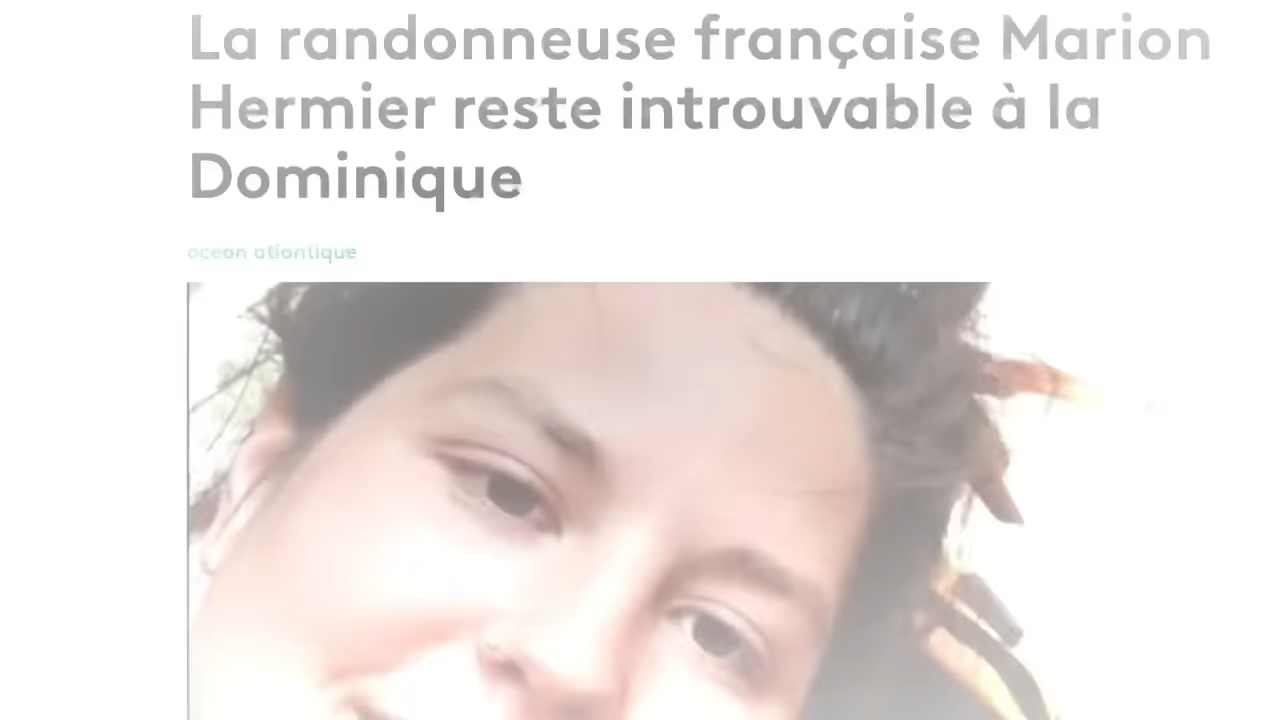 La randonneuse française Marion
Hermier reste introuvable à la
Dominique
ocean atlantique